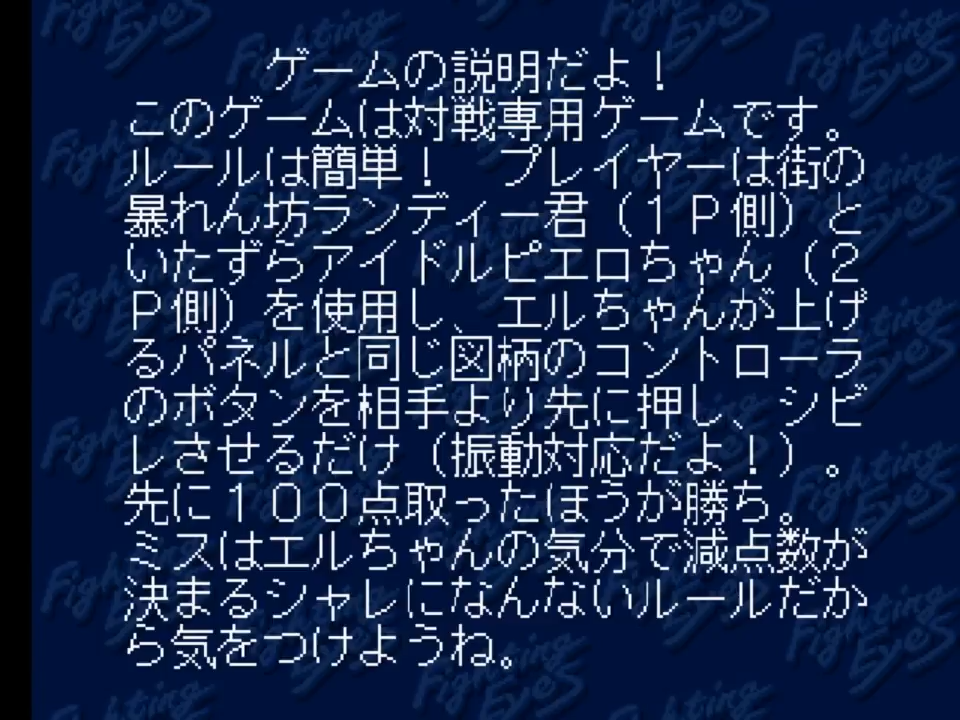 ゲームの説明だよ！
このゲームは対戦専用ゲームです。
ルールは簡単！　プレイヤーは街の
暴れん坊ランディー君（１Ｐ側）と
いたずらアイドルピエロちゃん（２
Ｐ側）を使用し、エルちゃんが上げ
るパネルと同じ図柄のコントローラ
のボタンを相手より先に押し、シビ
レさせるだけ（振動対応だよ！）。
先に１００点取ったほうが勝ち。
ミスはエルちゃんの気分で減点数が
決まるシャレになんないルールだか
ら気をつけようね。
Fighting Eyes